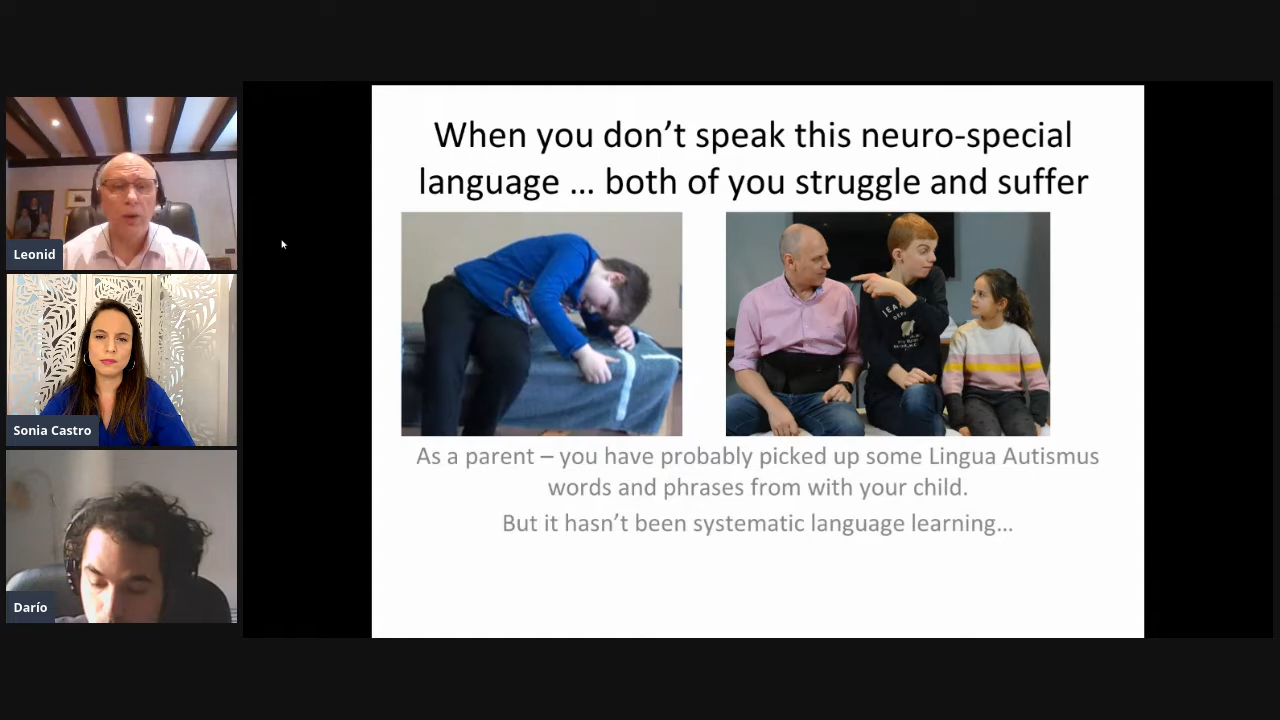 When you don’t speak this neuro-special
language … both of you struggle and suffer
As a parent – you have probably picked up some Lingua Autismus
words and phrases from with your child.
But it hasn’t been systematic language learning…
Leonid
Sonia Castro
Darío